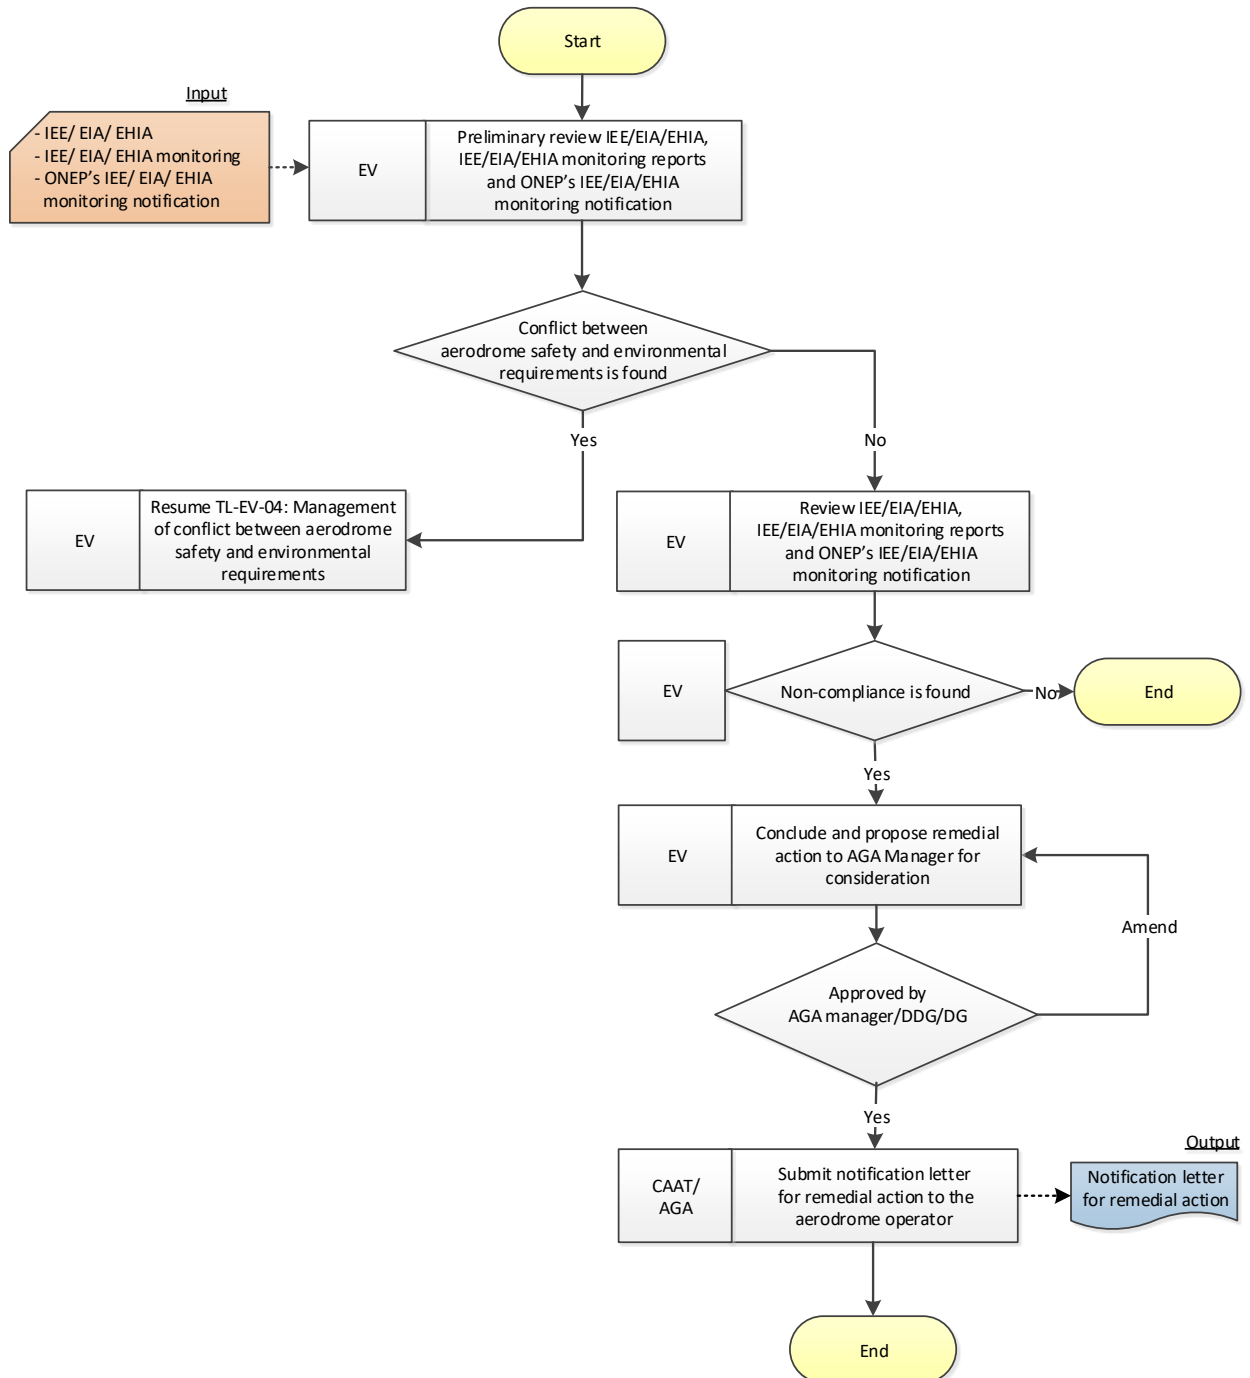 Start
Input
- IEE/ EIA/ EHIA
- IEE/ EIA/ EHIA monitoring
- ONEP's IEE/ EIA/ EHIA
monitoring notification
EV
Preliminary review IEE/EIA/EHIA,
IEE/EIA/EHIA monitoring reports
and ONEP's IEE/EIA/EHIA
monitoring notification
Conflict between
aerodrome safety and environmental
requirements is found
Yes
No
EV
Resume TL-EV-04: Management
of conflict between aerodrome
safety and environmental
requirements
EV
Review IEE/EIA/EHIA,
IEE/EIA/EHIA monitoring reports
and ONEP's IEE/EIA/EHIA
monitoring notification
EV
Non-compliance is found
No
End
Yes
EV
Conclude and propose remedial
action to AGA Manager for
consideration
Amend
Approved by
AGA manager/DDG/DG
Yes
CAAT/
AGA
Submit notification letter
for remedial action to the
aerodrome operator
Output
Notification letter
for remedial action
End